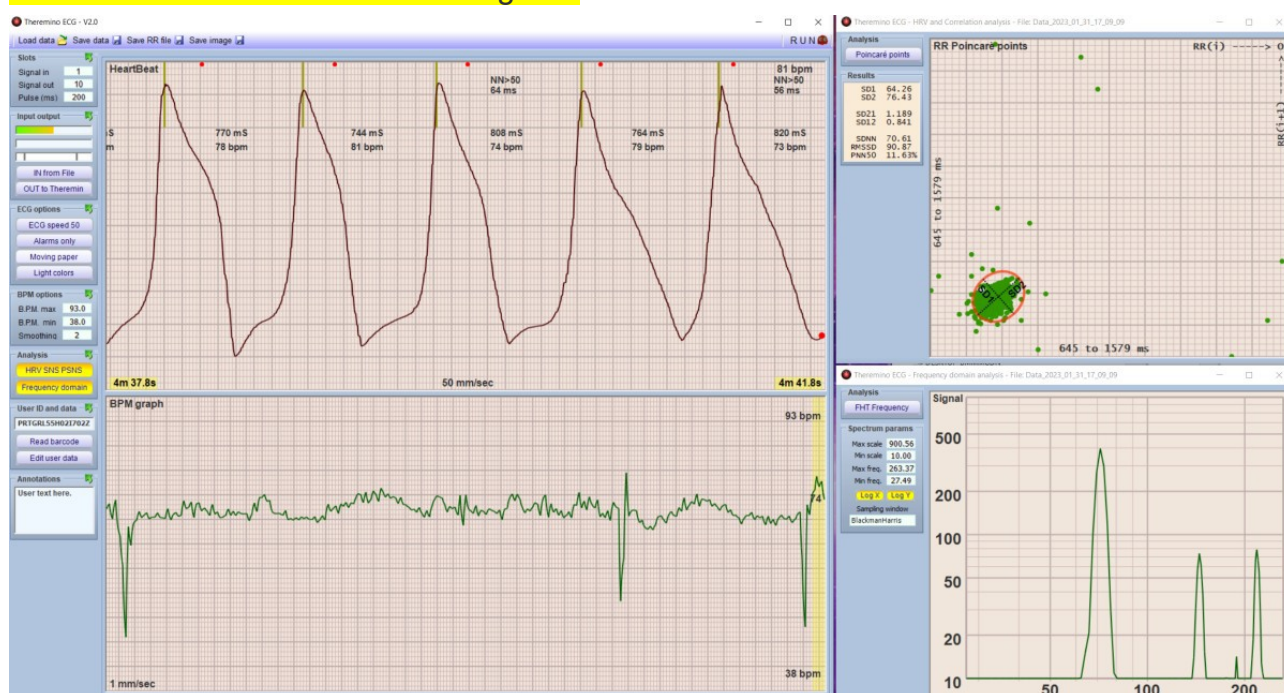 Theremino ECG - V2.0
Load data Save data Save RR file Save image RUN
Slots
Signal in 1
Signal out 10
Pulse (ms) 200
Input output
IN from File
OUT to Theremin
ECG options
ECG speed 50
Alarms only
Moving paper
Light colors
BPM options
B.P.M. max 93.0
B.P.M. min 38.0
Smoothing 2
Analysis
HRV SNS PSNS
Frequency domain
User ID and data
PRTGRL55H02I702Z
Read barcode
Edit user data
Annotations
User text here.
HeartBeat
81 bpm
NN>50
64 ms
NN>50
56 ms
S 770 mS 744 mS 808 mS 764 mS 820 mS
m 78 bpm 81 bpm 74 bpm 79 bpm 73 bpm
4m 37.8s 50 mm/sec 4m 41.8s
BPM graph
93 bpm
74
38 bpm
1 mm/sec
Theremino ECG - HRV and Correlation analysis - File: Data_2023_01_31_17_09_09
Analysis
Poincaré points
Results
SD1 64.26
SD2 76.43
SD21 1.189
SD12 0.841
SDNN 70.61
RMSSD 90.87
PNN50 11.63%
RR Poincaré points RR(i) -----> O
RR(i+1) ---->
645 to 1579 ms
SD1 SD2
645 to 1579 ms
Theremino ECG - Frequency domain analysis - File: Data_2023_01_31_17_09_09
Analysis
FHT Frequency
Spectrum params
Max scale 900.56
Min scale 10.00
Max freq. 263.37
Min freq. 27.49
Log X Log Y
Sampling window
BlackmanHarris
Signal
500
200
100
50
20
10
50 100 200